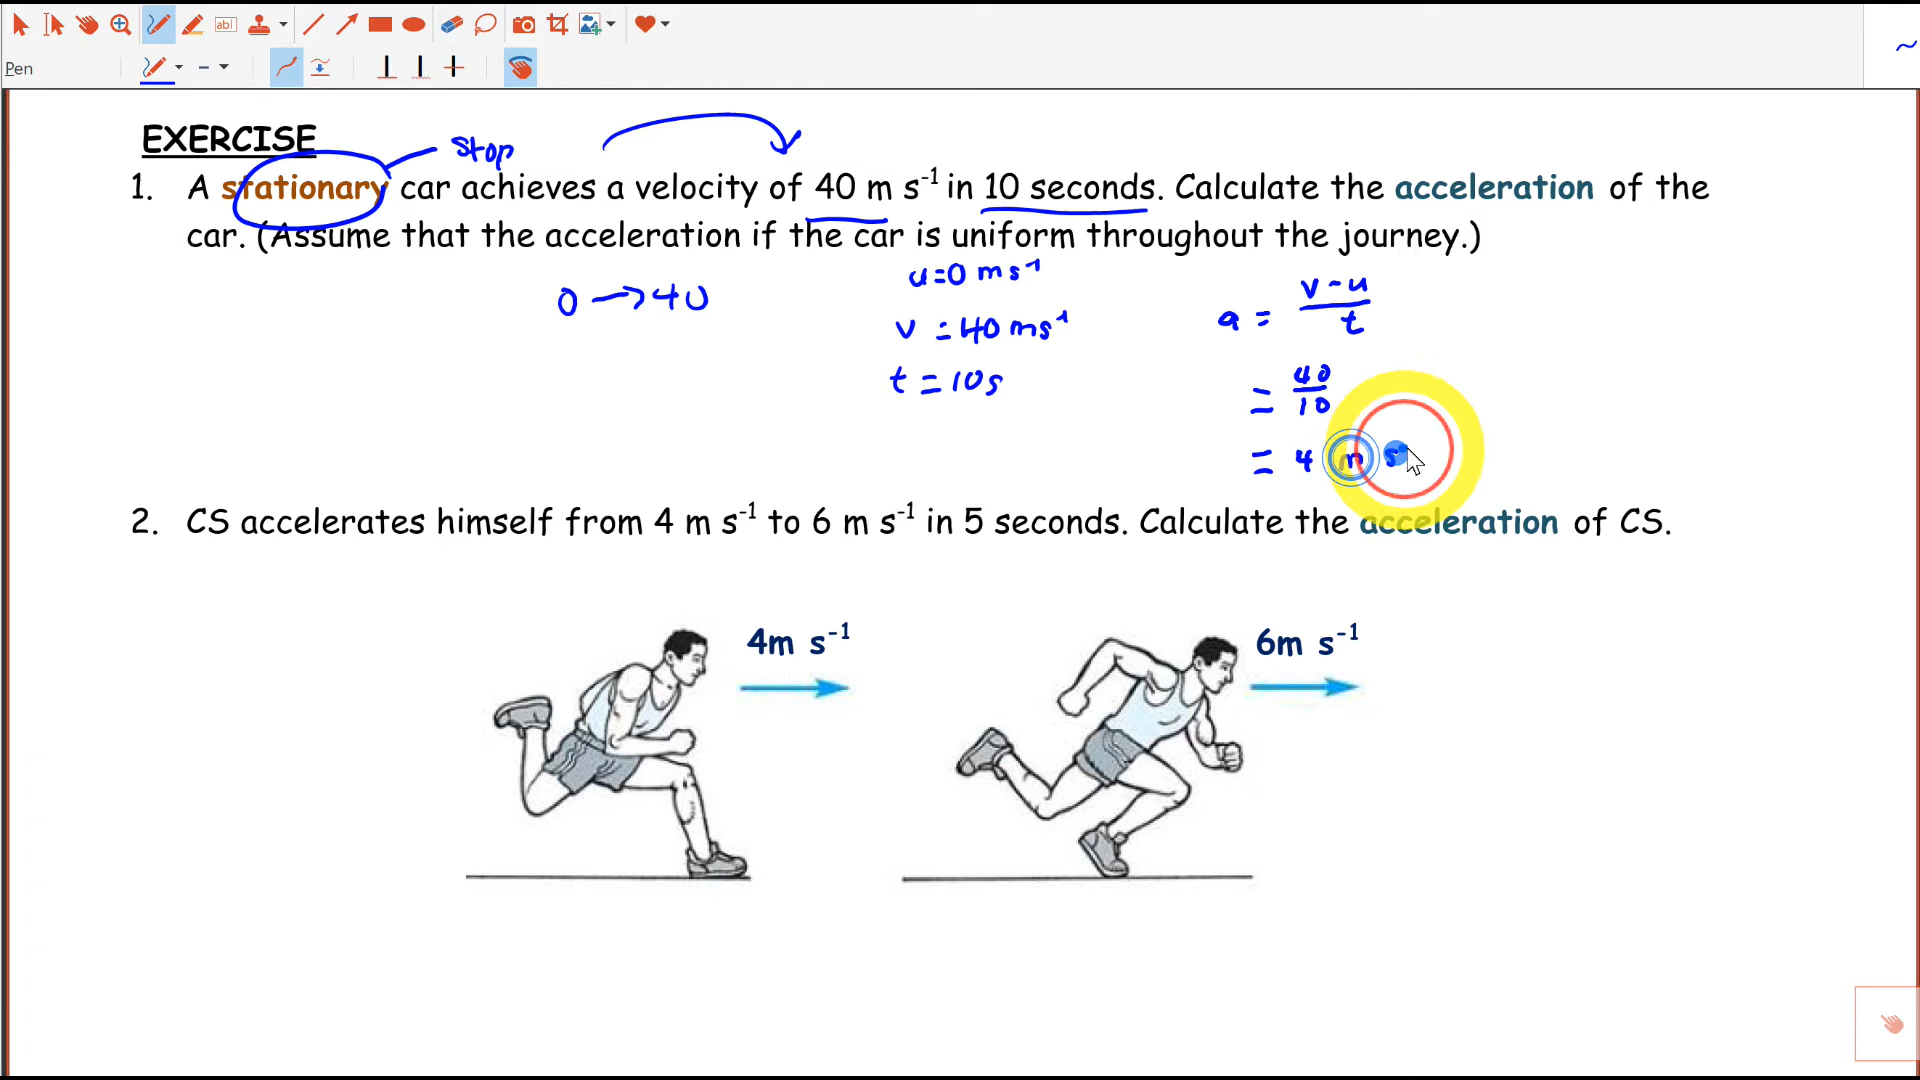 ab|
Pen
EXERCISE
stop
1. A stationary car achieves a velocity of 40 m s⁻¹ in 10 seconds. Calculate the acceleration of the
car. (Assume that the acceleration if the car is uniform throughout the journey.)
0 → 40
u = 0 m s⁻¹
v = 40 m s⁻¹
t = 10 s
a = v - u / t
= 40 / 10
= 4 m s
2. CS accelerates himself from 4 m s⁻¹ to 6 m s⁻¹ in 5 seconds. Calculate the acceleration of CS.
4m s⁻¹
6m s⁻¹